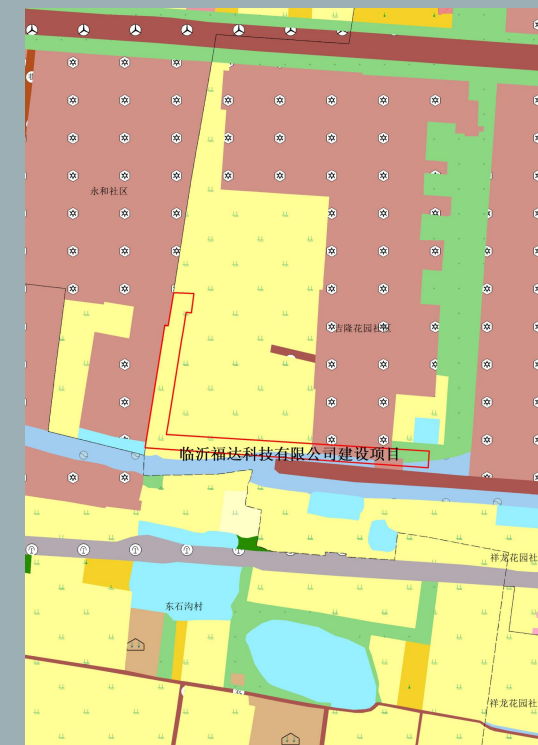 永和社区
吉隆花园社区
临沂福达科技有限公司建设项目
祥龙花园社
东石沟村
祥龙花园社